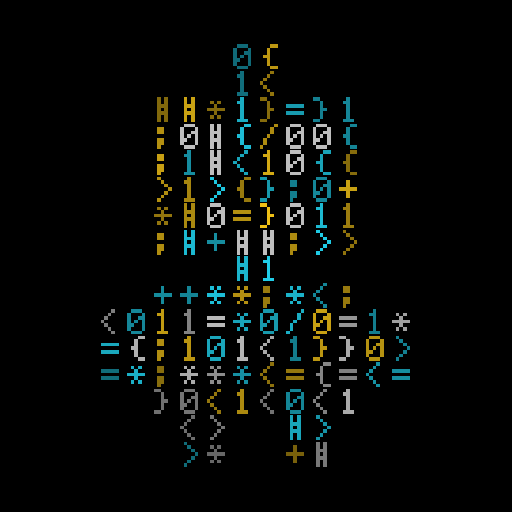 0{
1<
HH*1}=}1
;0H{/00{
;1H<10{{
>1>{};0+
*H0=}011
;H+HH;>>
H1
++**;*<;
<011=*0/0=1*
={;101<1}}0>
=*;***<={=<=
}0<1<0<1
<> H>
>* +H